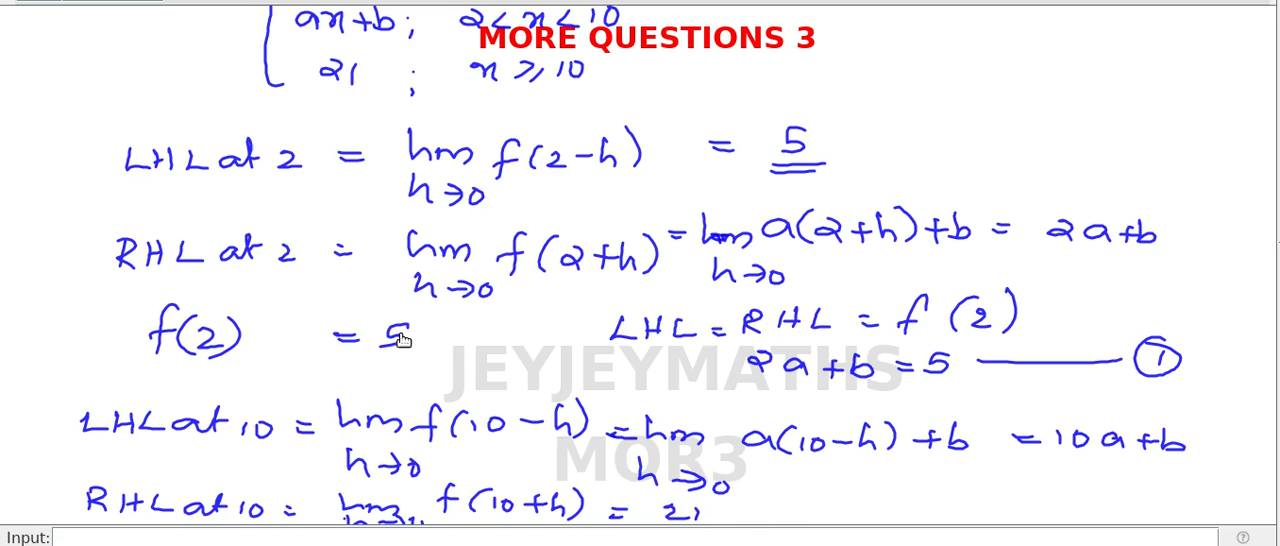 ax+b; 2<x<10
MORE QUESTIONS 3
21 ; x ≥ 10
LHL at 2 = lim f(2-h) = 5
h→0
RHL at 2 = lim f(2+h) = lim a(2+h)+b = 2a+b
h→0 h→0
f(2) = 5 LHL = RHL = f(2)
2a+b = 5 ——— ①
JEYJEYMATHS
LHL at 10 = lim f(10-h) = lim a(10-h)+b = 10a+b
h→0 h→0
MOR3
RHL at 10 = lim f(10+h) = 21
Input: